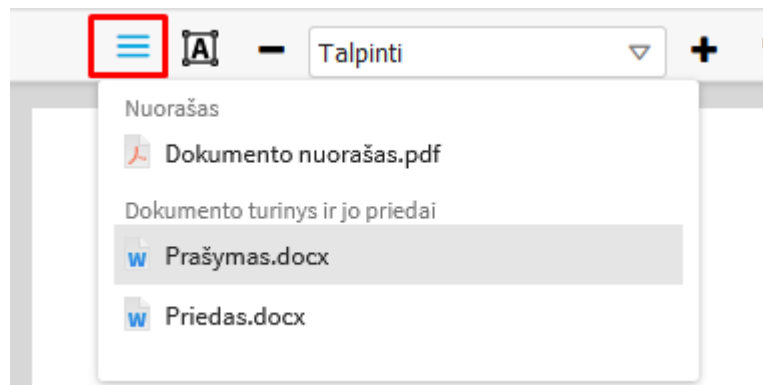 A
Talpinti
Nuorašas
Dokumento nuorašas.pdf
Dokumento turinys ir jo priedai
W Prašymas.docx
W Priedas.docx